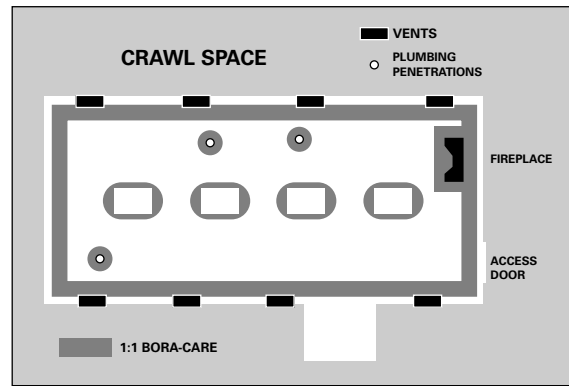 CRAWL SPACE
VENTS
PLUMBING
PENETRATIONS
FIREPLACE
ACCESS
DOOR
1:1 BORA-CARE